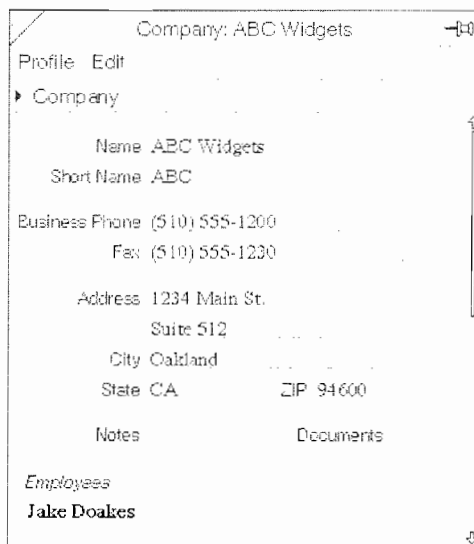 Company: ABC Widgets
Profile Edit
Company
Name ABC Widgets
Short Name ABC
Business Phone (510) 555-1200
Fax (510) 555-1230
Address 1234 Main St.
Suite 512
City Oakland
State CA ZIP 94600
Notes Documents
Employees
Jake Doakes